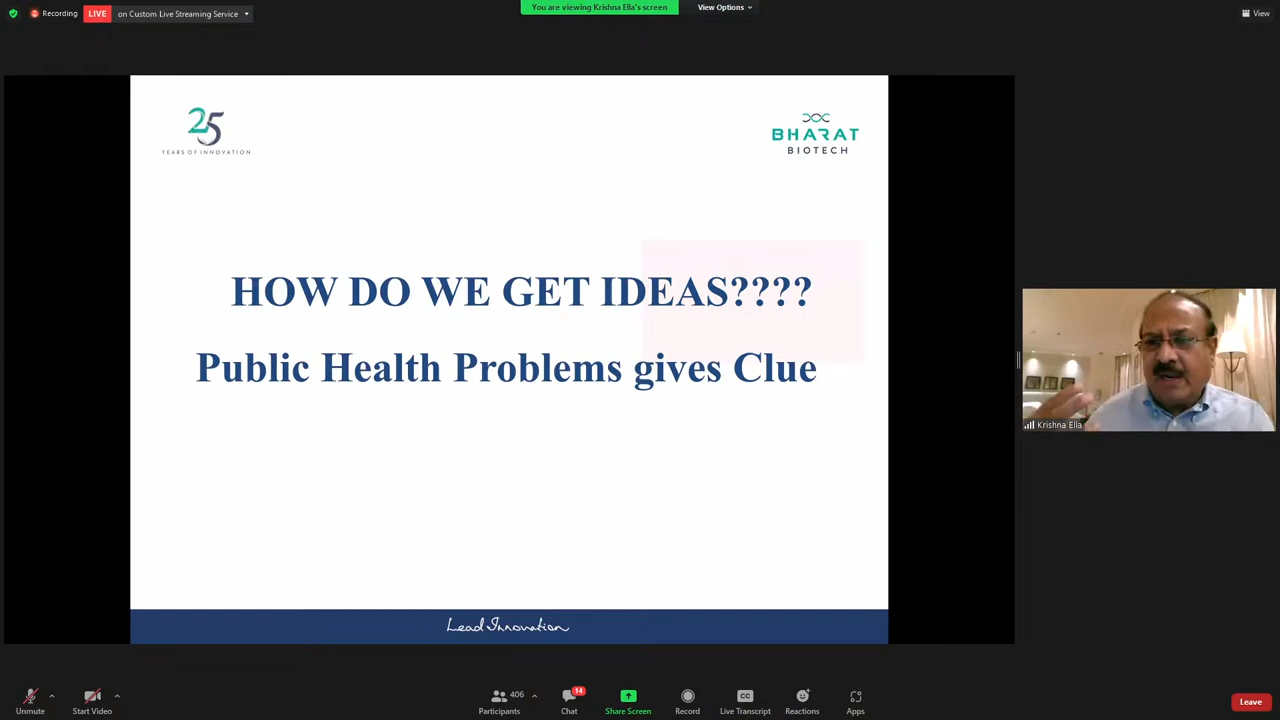 Recording
LIVE
on Custom Live Streaming Service
You are viewing Krishna Ella's screen
View Options
View
25
YEARS OF INNOVATION
BHARAT
BIOTECH
HOW DO WE GET IDEAS????
Public Health Problems gives Clue
Lead Innovation
Krishna Ella
Unmute
Start Video
406
Participants
14
Chat
Share Screen
Record
CC
Live Transcript
Reactions
Apps
Leave